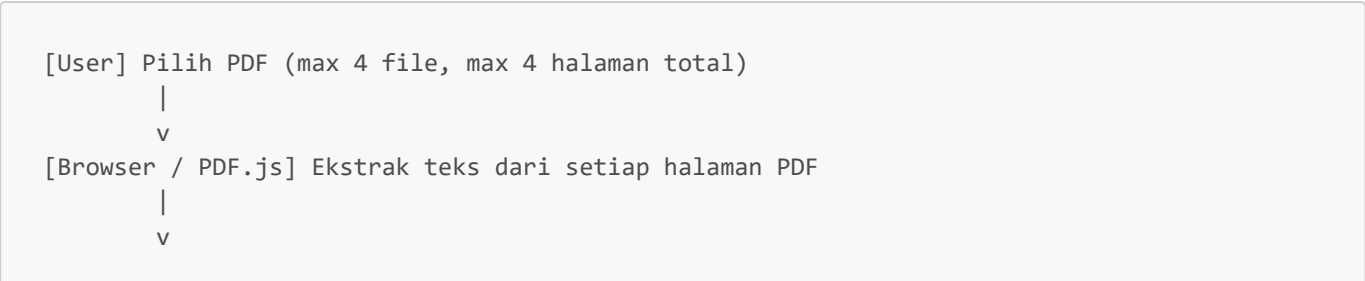 [User] Pilih PDF (max 4 file, max 4 halaman total)
|
v
[Browser / PDF.js] Ekstrak teks dari setiap halaman PDF
|
v